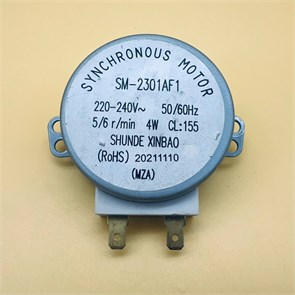 SYNCHRONOUS MOTOR
SM-2301AF1
220-240V~ 50/60Hz
5/6 r/min 4W CL:155
SHUNDE XINBAO
(RoHS) 20211110
(MZA)